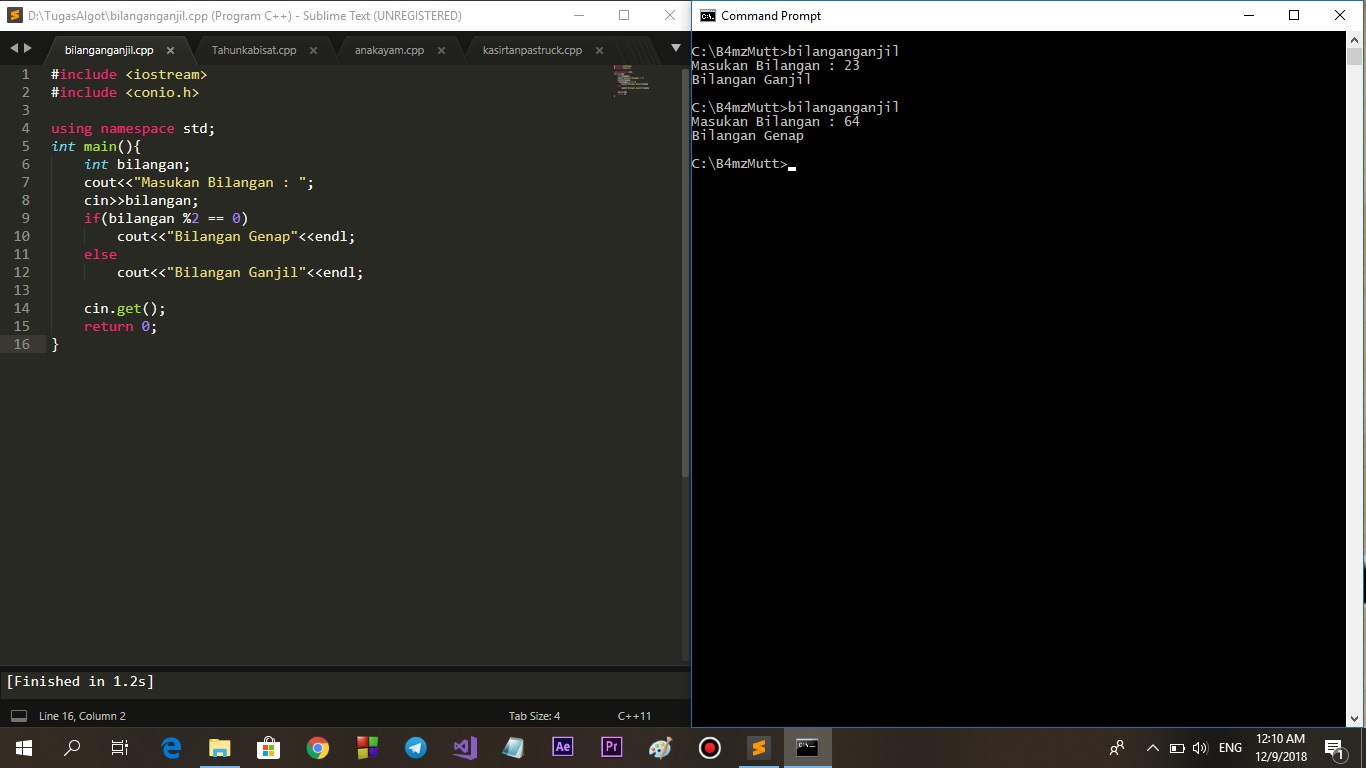 D:\TugasAlgot\bilanganganjil.cpp (Program C++) - Sublime Text (UNREGISTERED)
bilanganganjil.cpp
Tahunkabisat.cpp
anakayam.cpp
kasirtanpastruck.cpp
1 #include <iostream>
2 #include <conio.h>
3
4 using namespace std;
5 int main(){
6 int bilangan;
7 cout<<"Masukan Bilangan : ";
8 cin>>bilangan;
9 if(bilangan %2 == 0)
10 cout<<"Bilangan Genap"<<endl;
11 else
12 cout<<"Bilangan Ganjil"<<endl;
13
14 cin.get();
15 return 0;
16 }
[Finished in 1.2s]
Line 16, Column 2
Tab Size: 4
C++11
Command Prompt
C:\B4mzMutt>bilanganganjil
Masukan Bilangan : 23
Bilangan Ganjil
C:\B4mzMutt>bilanganganjil
Masukan Bilangan : 64
Bilangan Genap
C:\B4mzMutt>
Ae
Pr
ENG
12:10 AM
12/9/2018
1